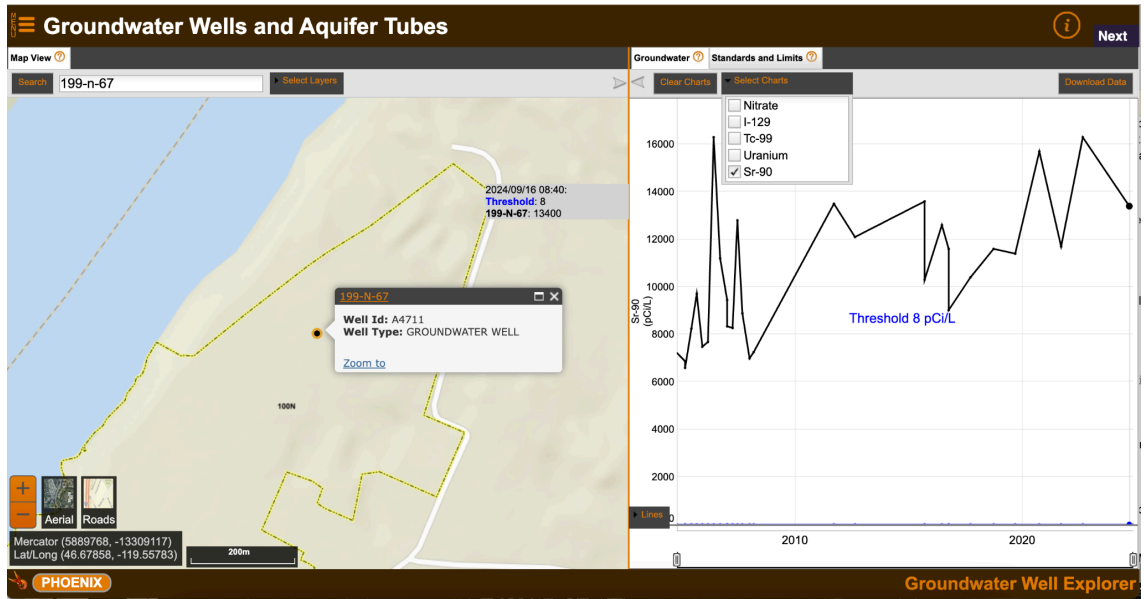 MENU
Groundwater Wells and Aquifer Tubes
i
Next
Map View ?
Groundwater ?
Standards and Limits ?
Search
199-n-67
Select Layers
Clear Charts
Select Charts
Download Data
Nitrate
I-129
Tc-99
Uranium
Sr-90
2024/09/16 08:40:
Threshold: 8
199-N-67: 13400
199-N-67
Well Id: A4711
Well Type: GROUNDWATER WELL
Zoom to
100N
16000
14000
12000
10000
8000
6000
4000
2000
0
Sr-90
(pCi/L)
Threshold 8 pCi/L
Lines
2010
2020
+
−
Aerial
Roads
Mercator (5889768, -13309117)
Lat/Long (46.67858, -119.55783)
200m
PHOENIX
Groundwater Well Explorer